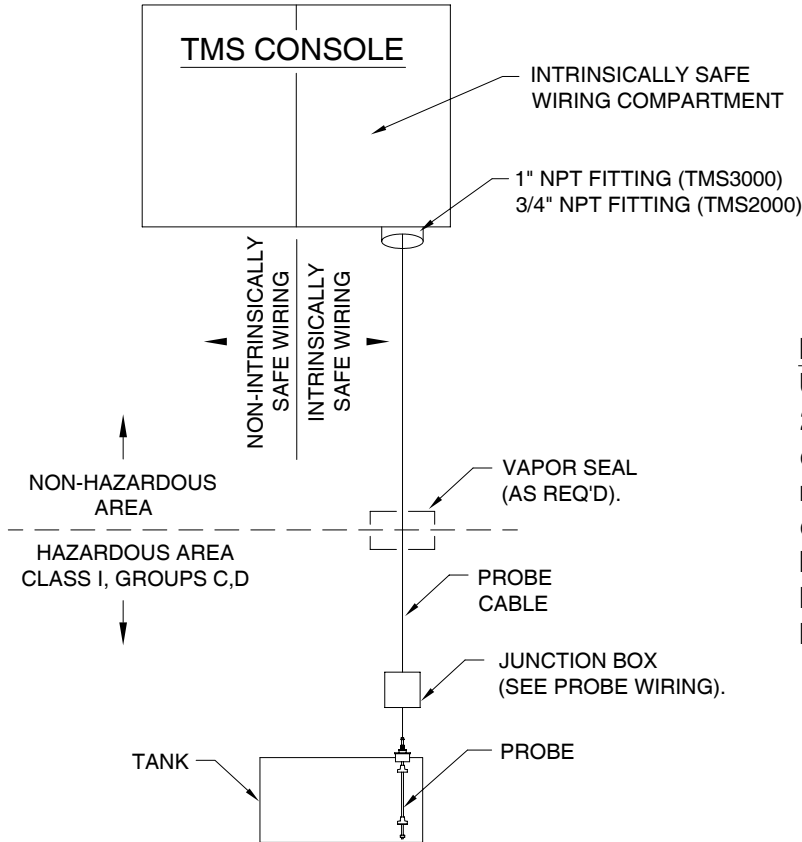 TMS CONSOLE
INTRINSICALLY SAFE
WIRING COMPARTMENT
1" NPT FITTING (TMS3000)
3/4" NPT FITTING (TMS2000)
NON-INTRINSICALLY
SAFE WIRING
INTRINSICALLY
SAFE WIRING
NON-HAZARDOUS
AREA
HAZARDOUS AREA
CLASS I, GROUPS C,D
VAPOR SEAL
(AS REQ'D).
PROBE
CABLE
JUNCTION BOX
(SEE PROBE WIRING).
TANK
PROBE